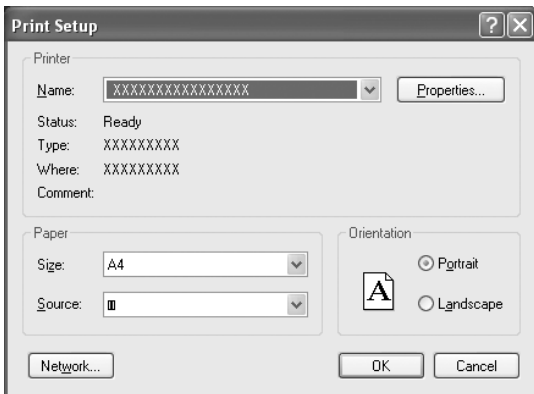 Print Setup
Printer
Name: XXXXXXXXXXXXXXXX Properties...
Status: Ready
Type: XXXXXXXXX
Where: XXXXXXXXX
Comment:
Paper
Size: A4
Source:
Orientation
A
Portrait
Landscape
Network... OK Cancel